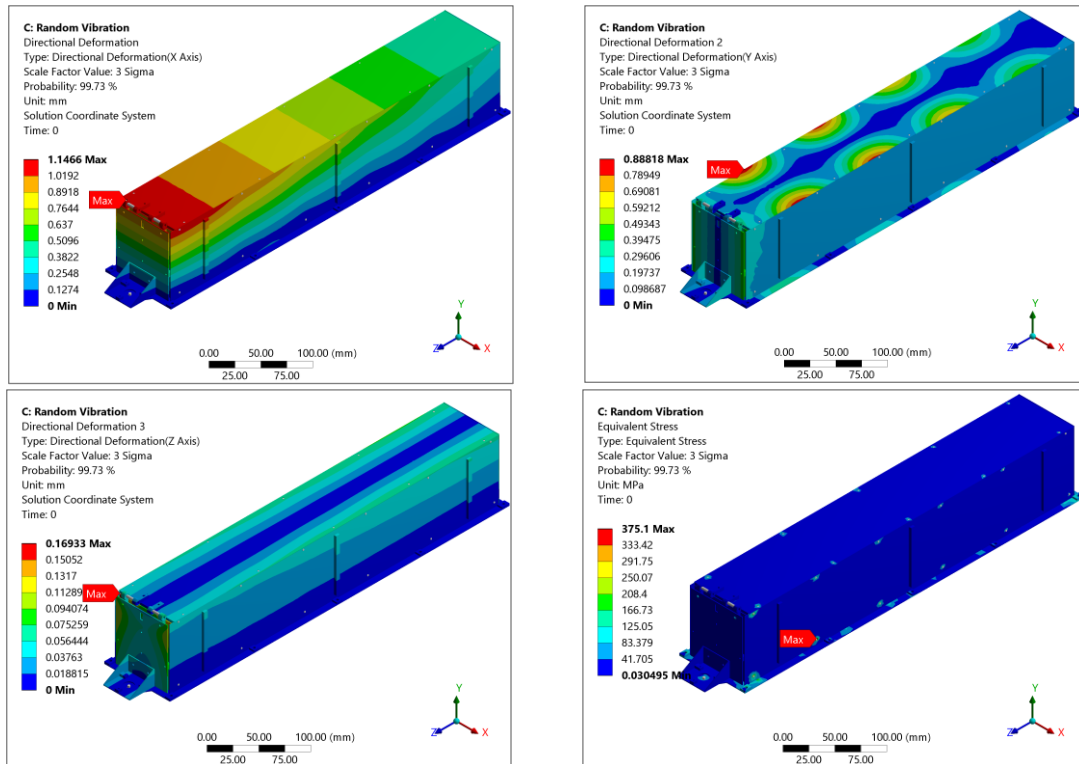 C: Random Vibration
Directional Deformation
Type: Directional Deformation(X Axis)
Scale Factor Value: 3 Sigma
Probability: 99.73 %
Unit: mm
Solution Coordinate System
Time: 0
1.1466 Max
1.0192
0.8918
0.7644
0.637
0.5096
0.3822
0.2548
0.1274
0 Min
Max
0.00 50.00 100.00 (mm)
25.00 75.00
Y
Z
X
C: Random Vibration
Directional Deformation 2
Type: Directional Deformation(Y Axis)
Scale Factor Value: 3 Sigma
Probability: 99.73 %
Unit: mm
Solution Coordinate System
Time: 0
0.88818 Max
0.78949
0.69081
0.59212
0.49343
0.39475
0.29606
0.19737
0.098687
0 Min
Max
0.00 50.00 100.00 (mm)
25.00 75.00
Y
Z
X
C: Random Vibration
Directional Deformation 3
Type: Directional Deformation(Z Axis)
Scale Factor Value: 3 Sigma
Probability: 99.73 %
Unit: mm
Solution Coordinate System
Time: 0
0.16933 Max
0.15052
0.1317
0.11289
0.094074
0.075259
0.056444
0.03763
0.018815
0 Min
Max
0.00 50.00 100.00 (mm)
25.00 75.00
Y
Z
X
C: Random Vibration
Equivalent Stress
Type: Equivalent Stress
Scale Factor Value: 3 Sigma
Probability: 99.73 %
Unit: MPa
Time: 0
375.1 Max
333.42
291.75
250.07
208.4
166.73
125.05
83.379
41.705
0.030495 Min
Max
0.00 50.00 100.00 (mm)
25.00 75.00
Y
Z
X